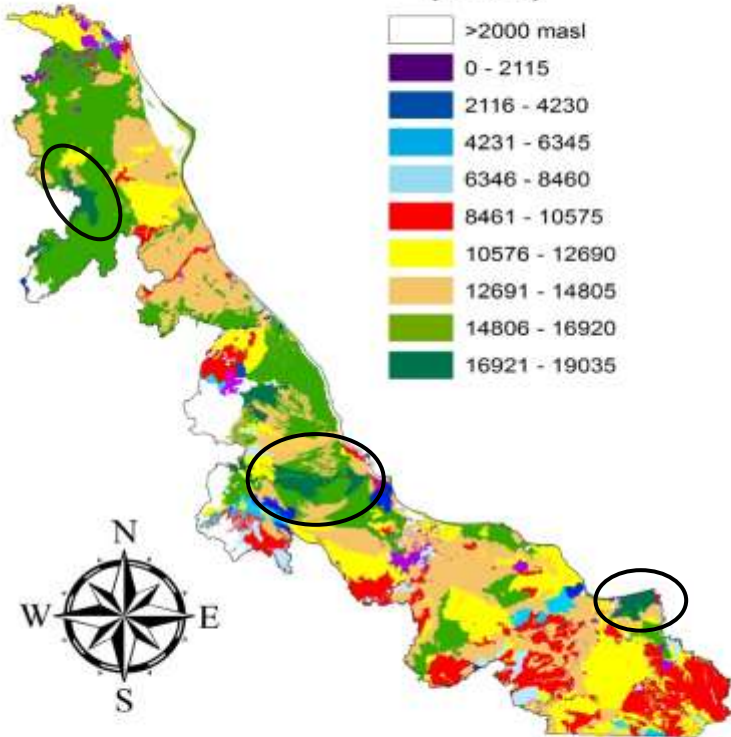 >2000 masl
0 - 2115
2116 - 4230
4231 - 6345
6346 - 8460
8461 - 10575
10576 - 12690
12691 - 14805
14806 - 16920
16921 - 19035
N
W E
S